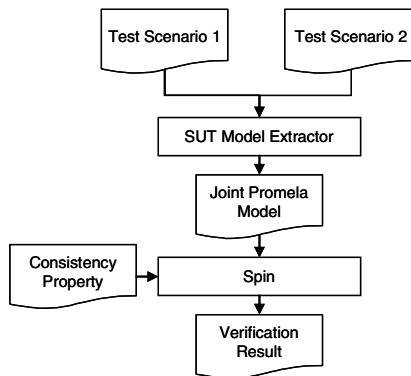 Test Scenario 1
Test Scenario 2
SUT Model Extractor
Joint Promela
Model
Consistency
Property
Spin
Verification
Result